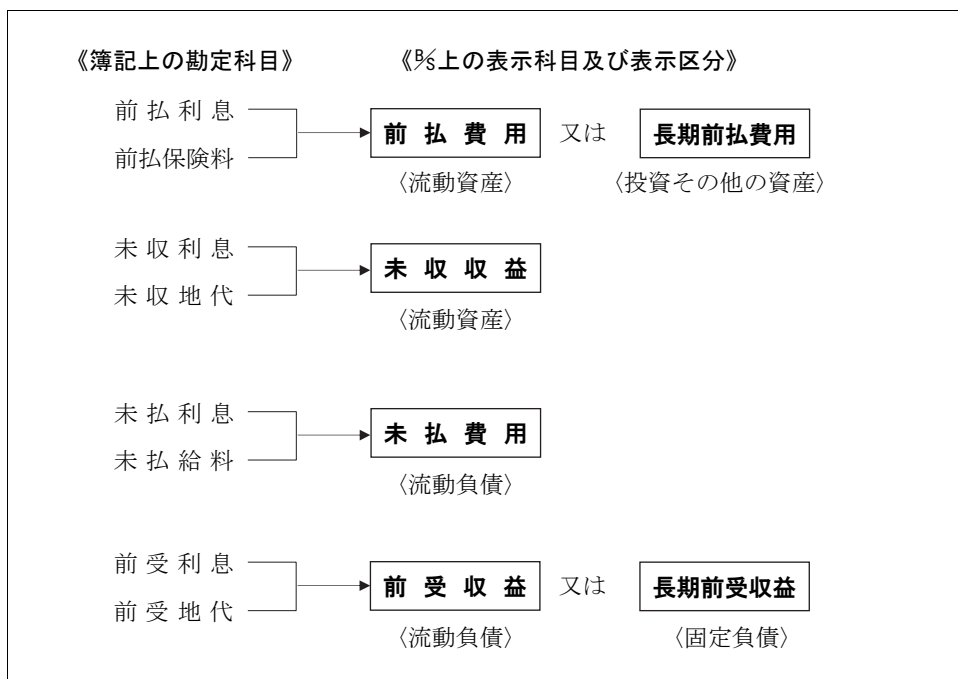 《簿記上の勘定科目》 《B/S上の表示科目及び表示区分》
前払利息
前払費用 又は 長期前払費用
前払保険料
〈流動資産〉 〈投資その他の資産〉
未収利息
未収収益
未収地代
〈流動資産〉
未払利息
未払費用
未払給料
〈流動負債〉
前受利息
前受収益 又は 長期前受収益
前受地代
〈流動負債〉 〈固定負債〉